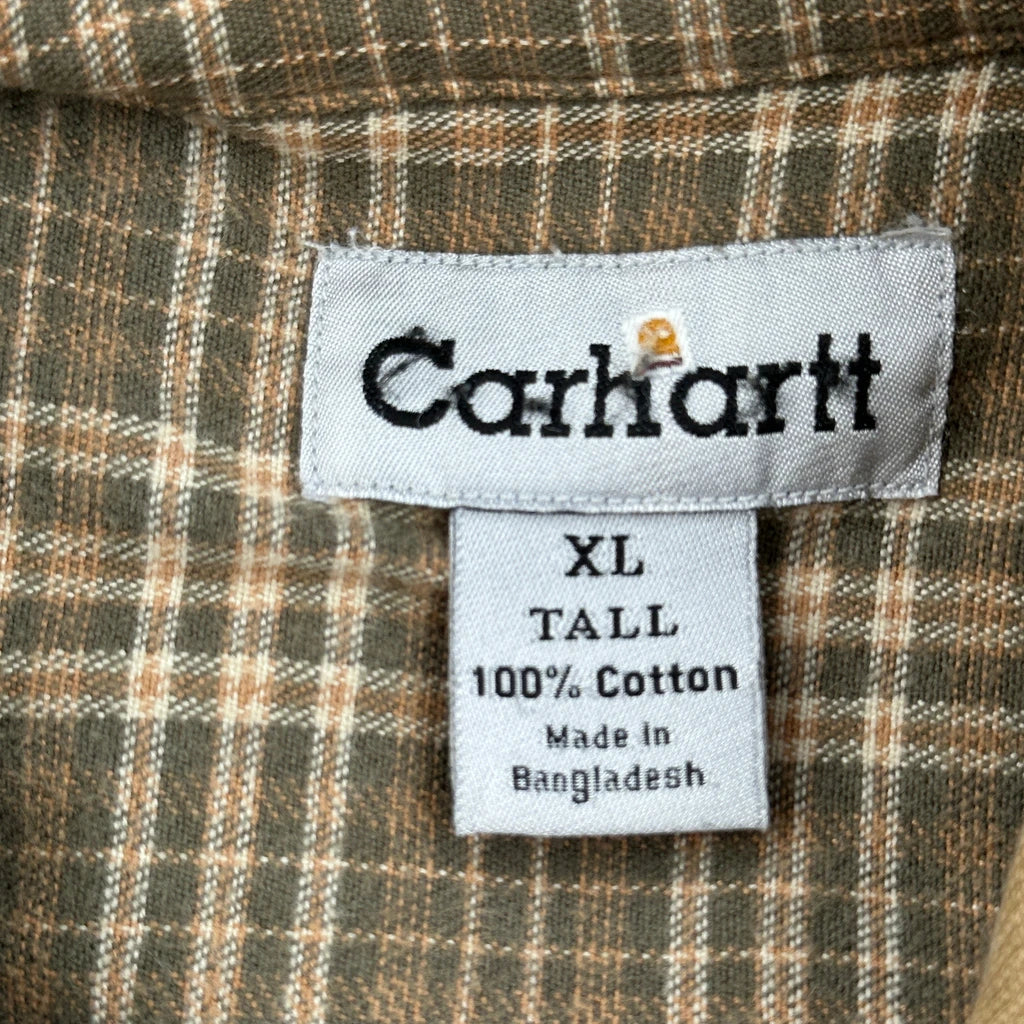 Carhartt
XL
TALL
100% Cotton
Made in
Bangladesh